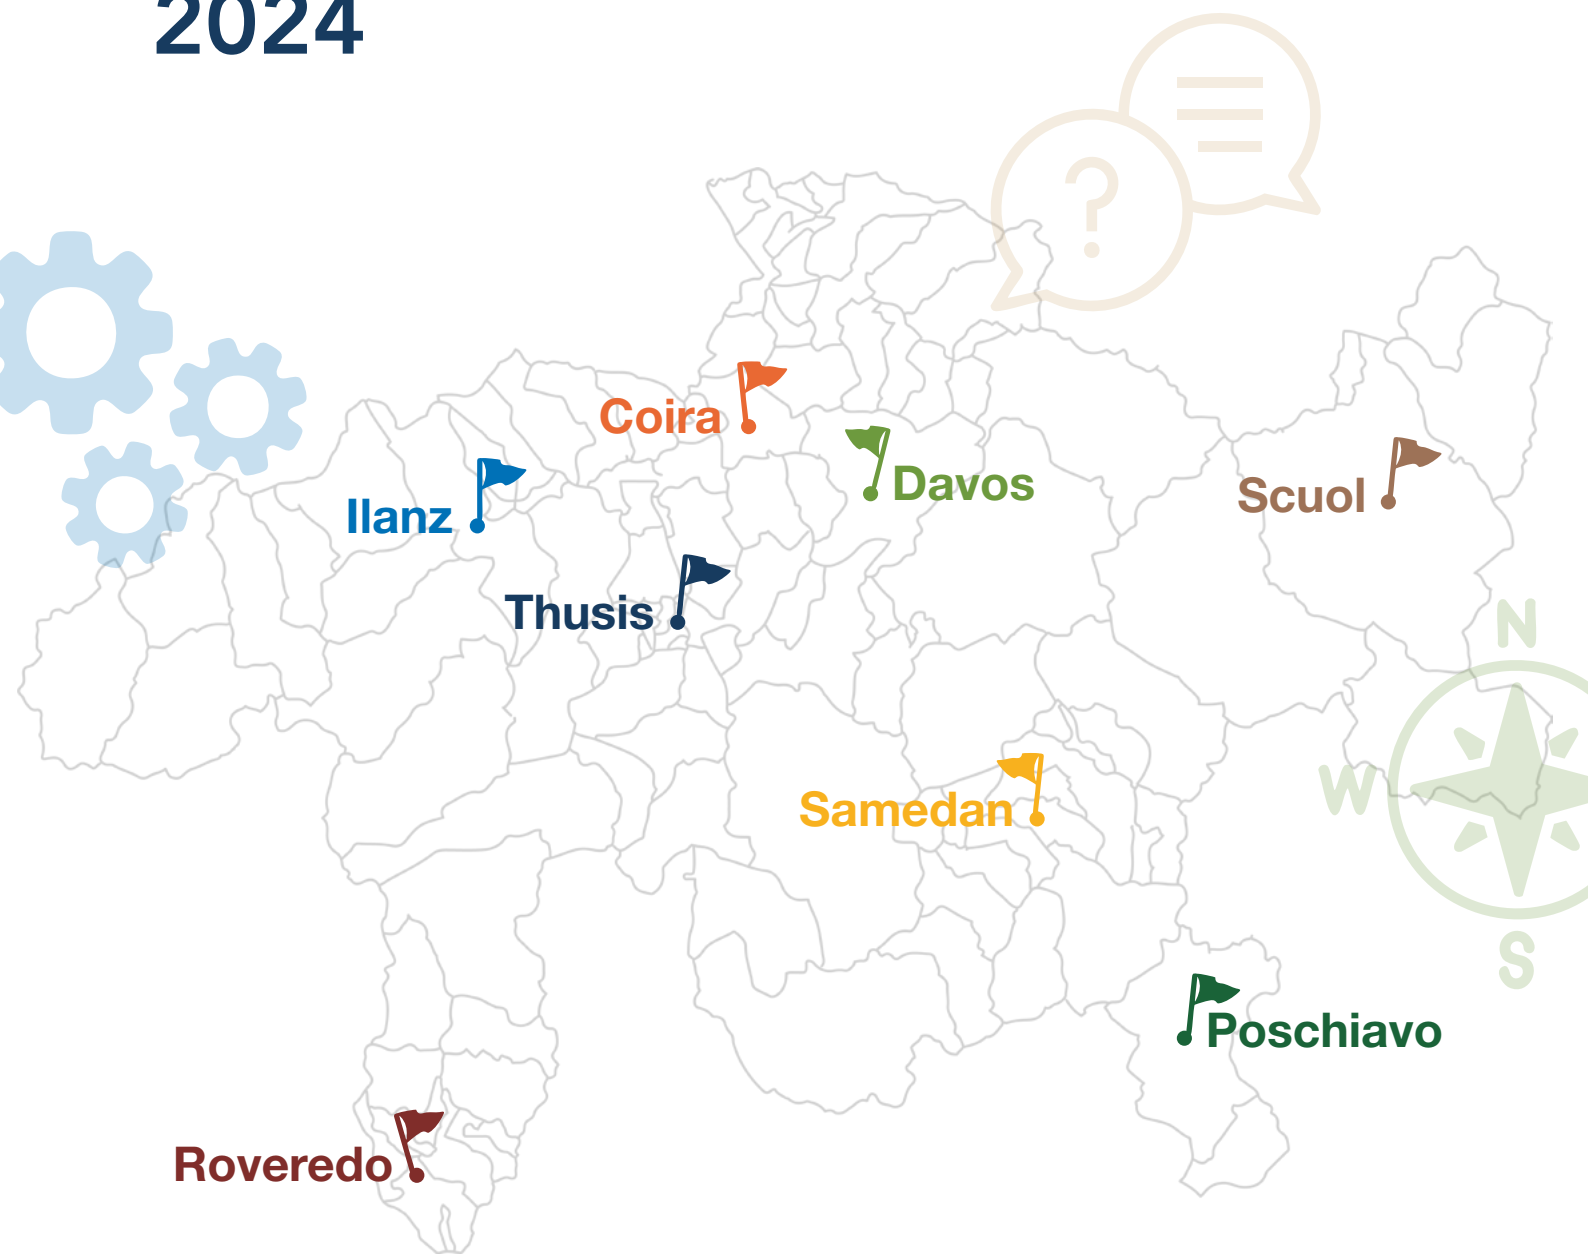 2024
?
Coira
Davos
Scuol
Ilanz
Thusis
N
W
Samedan
S
Poschiavo
Roveredo